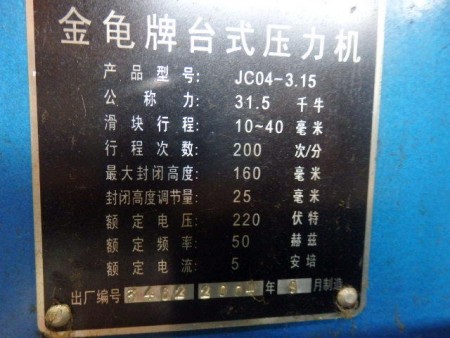 金龟牌台式压力机
产品型号: JC04-3.15
公称力: 31.5 千牛
滑块行程: 10~40 毫米
行程次数: 200 次/分
最大封闭高度: 160 毫米
封闭高度调节量: 25 毫米
额定电压: 220 伏特
额定频率: 50 赫兹
额定电流: 5 安培
出厂编号 年 月制造